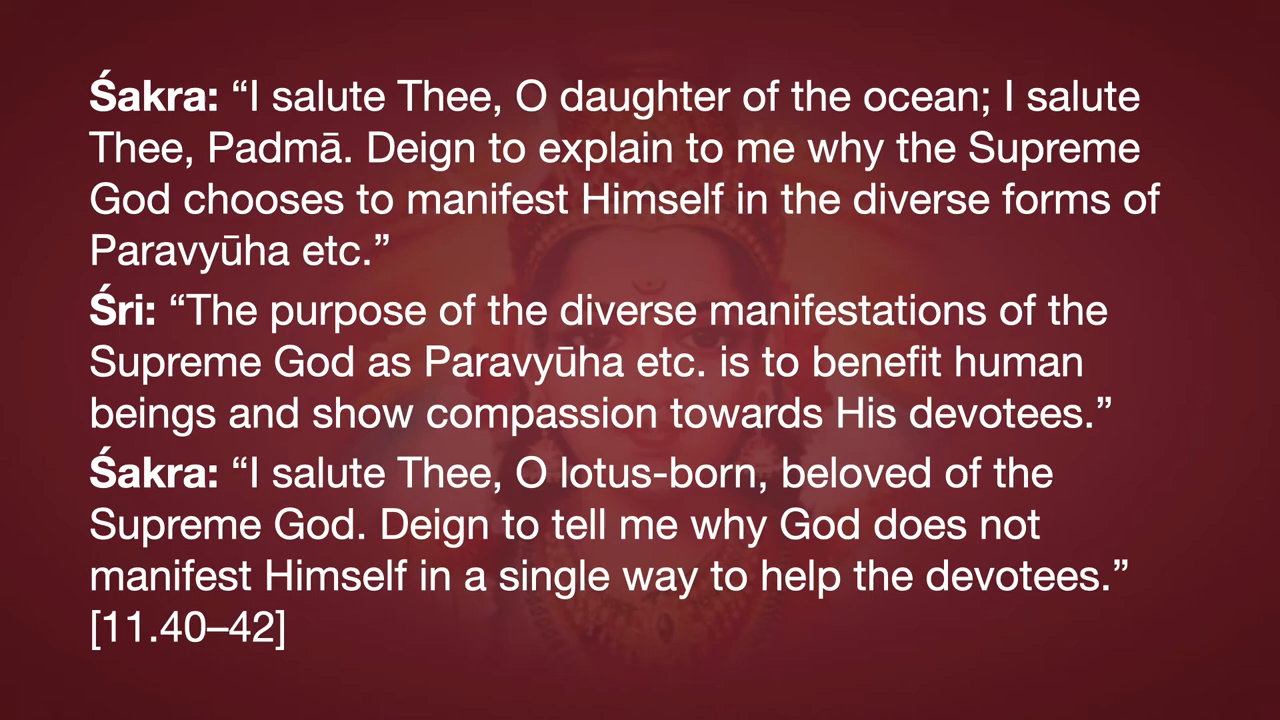 Śakra: “I salute Thee, O daughter of the ocean; I salute
Thee, Padmā. Deign to explain to me why the Supreme
God chooses to manifest Himself in the diverse forms of
Paravyūha etc.”
Śri: “The purpose of the diverse manifestations of the
Supreme God as Paravyūha etc. is to benefit human
beings and show compassion towards His devotees.”
Śakra: “I salute Thee, O lotus-born, beloved of the
Supreme God. Deign to tell me why God does not
manifest Himself in a single way to help the devotees.”
[11.40–42]